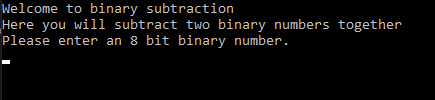 Welcome to binary subtraction
Here you will subtract two binary numbers together
Please enter an 8 bit binary number.